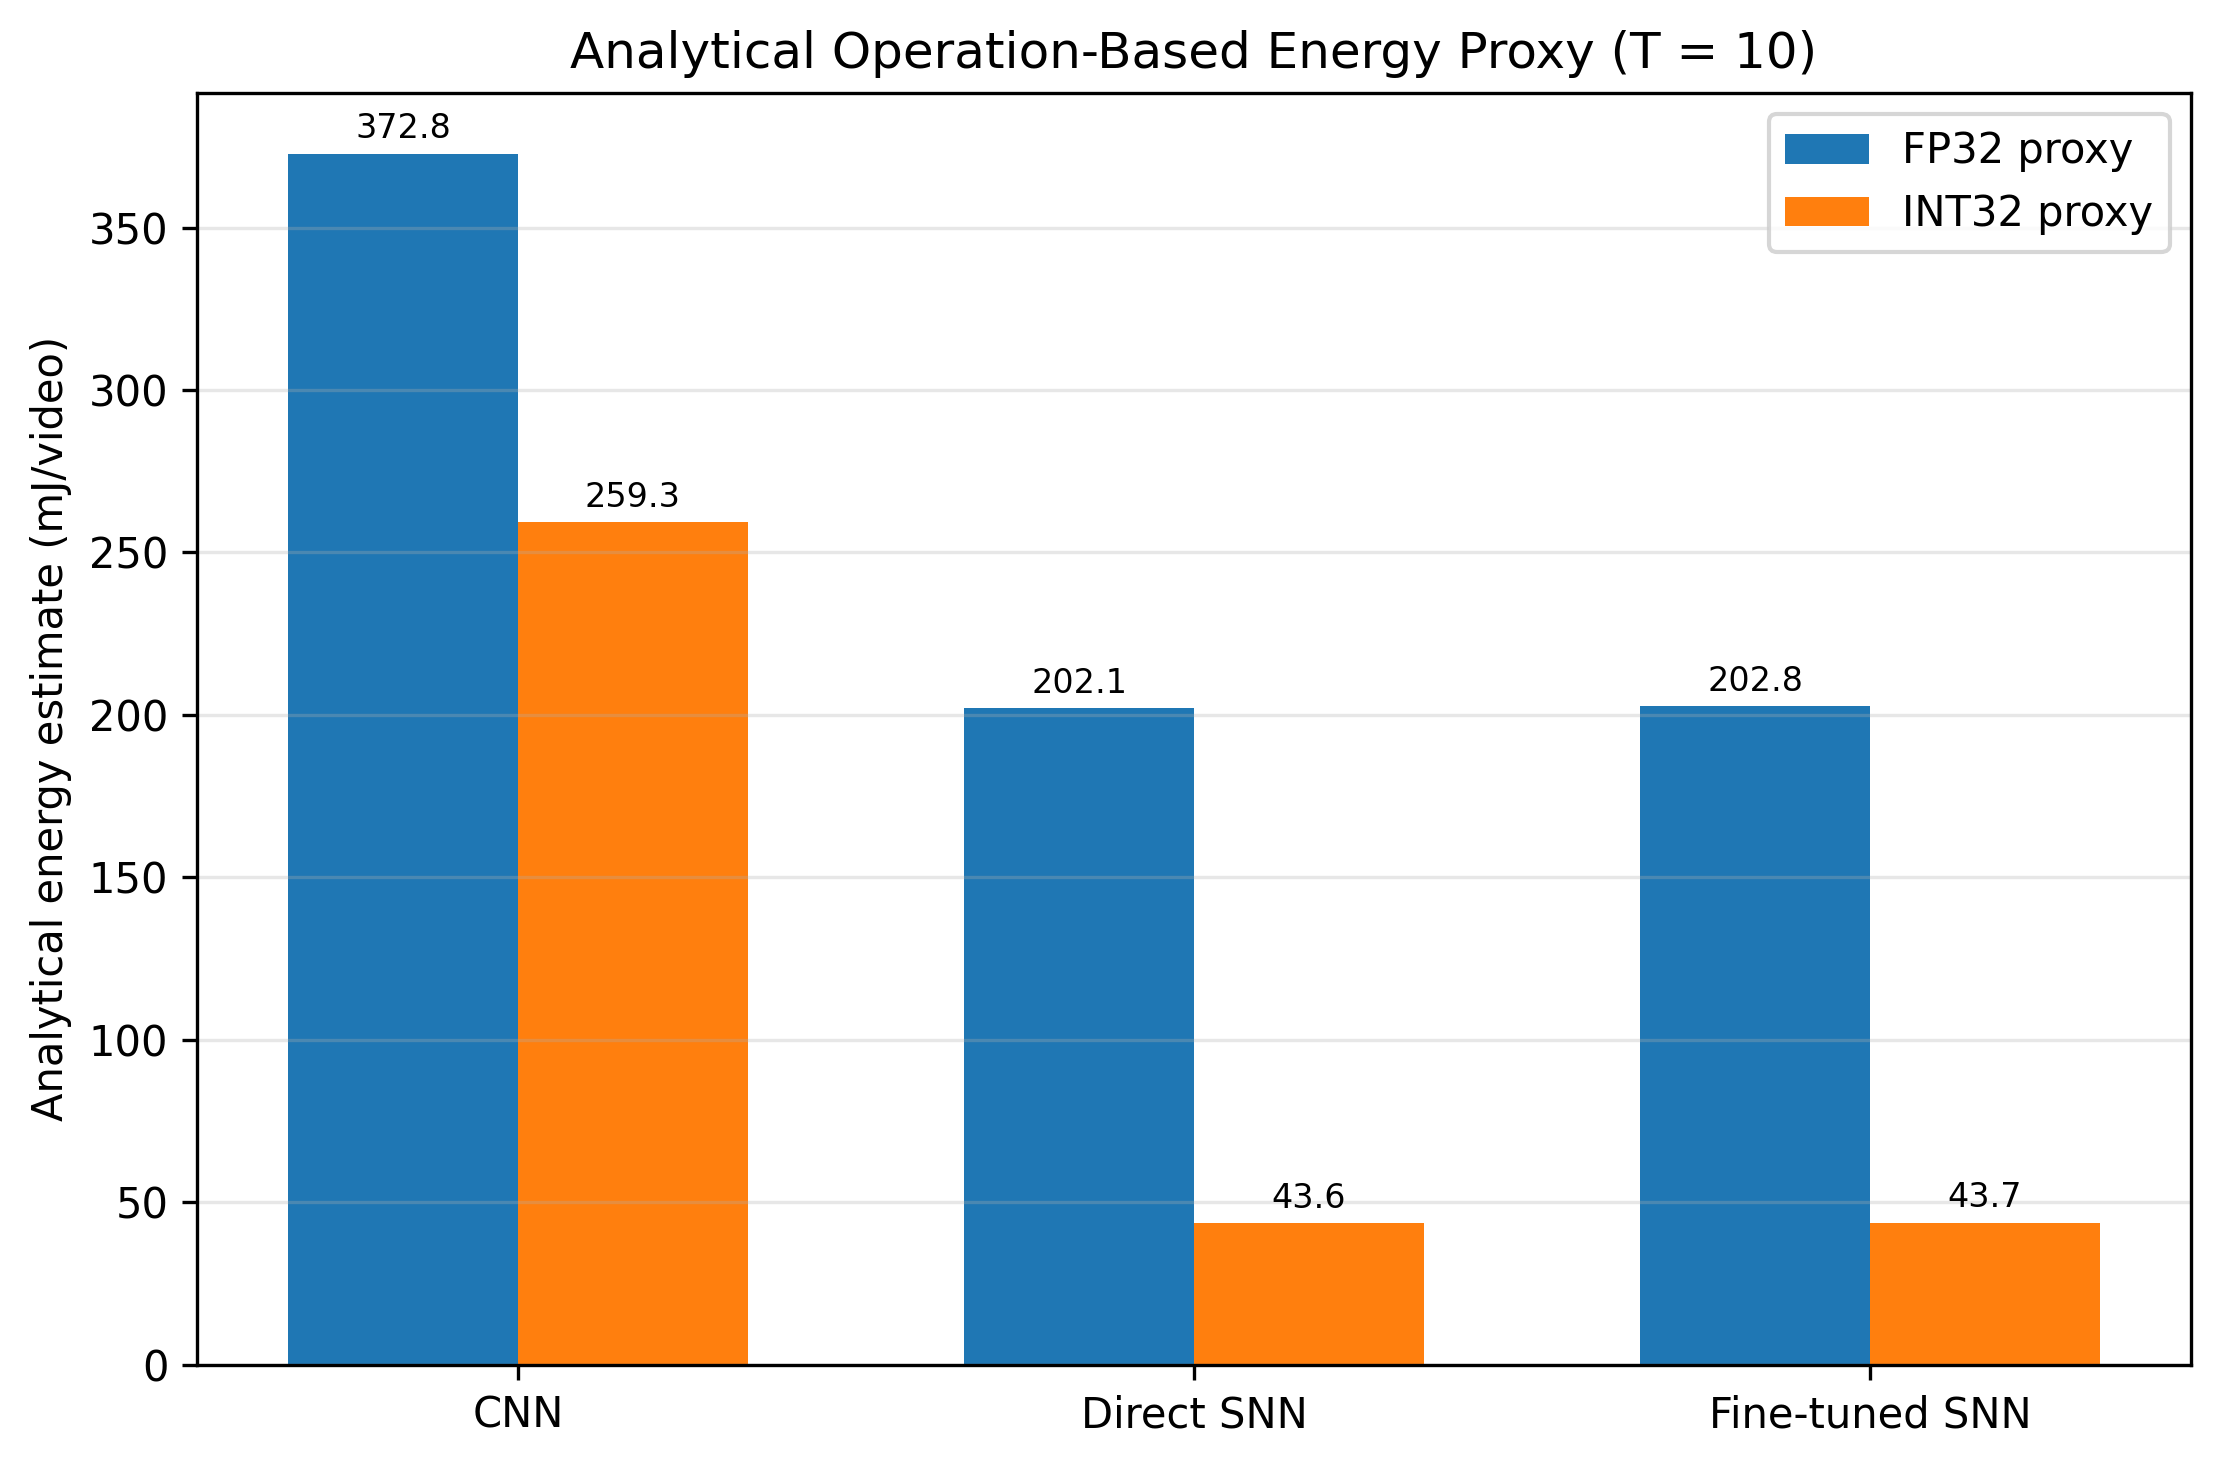 Analytical Operation-Based Energy Proxy (T = 10)
FP32 proxy
INT32 proxy
Analytical energy estimate (mJ/video)
350
300
250
200
150
100
50
0
372.8
259.3
202.1
43.6
202.8
43.7
CNN
Direct SNN
Fine-tuned SNN